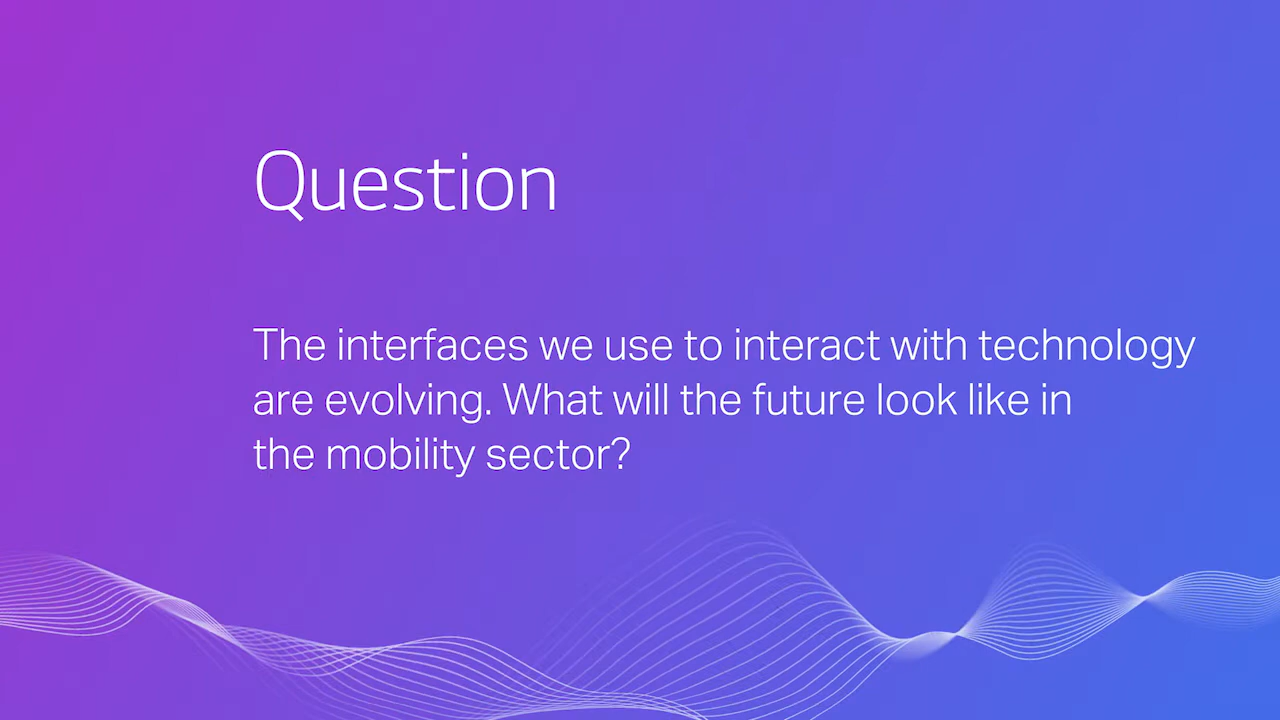 Question
The interfaces we use to interact with technology
are evolving. What will the future look like in
the mobility sector?